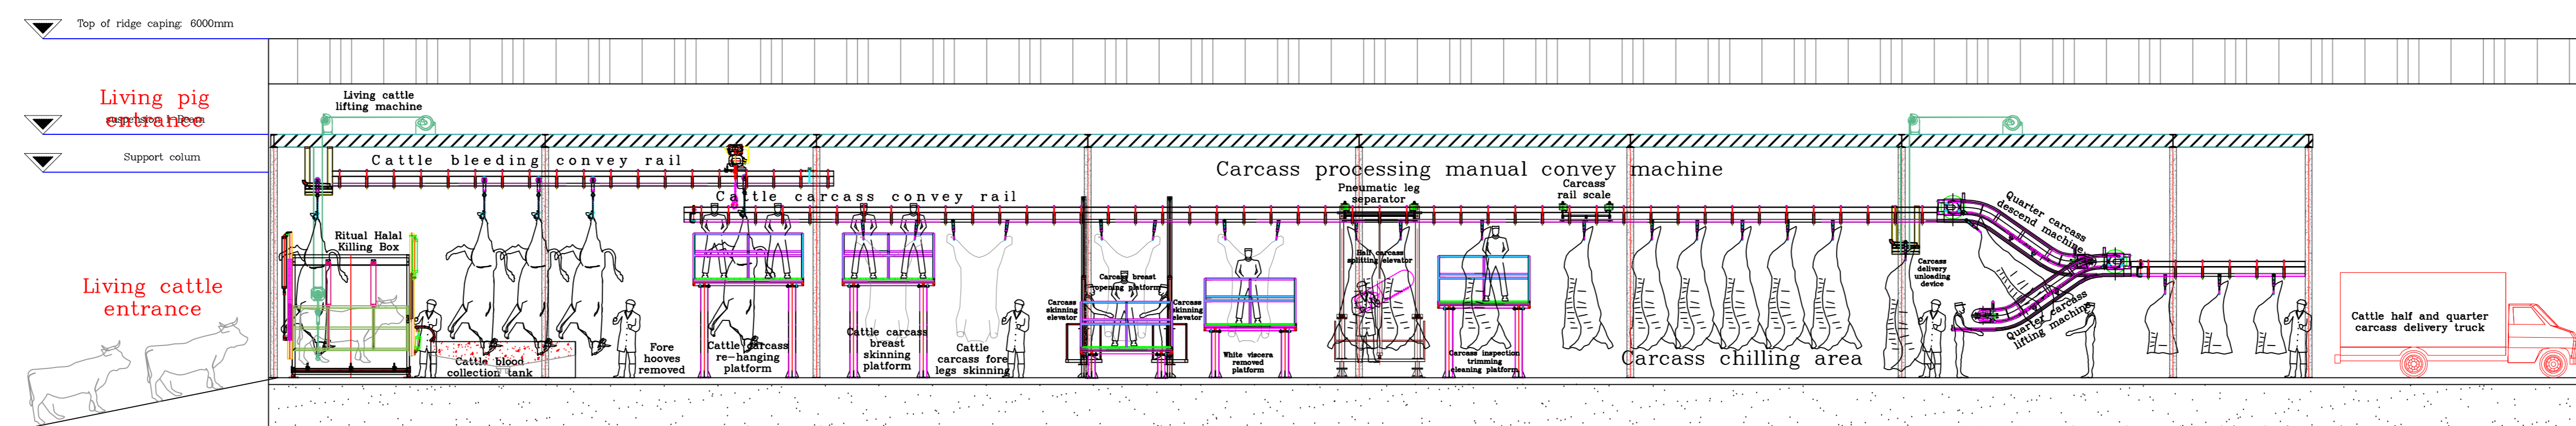 Top of ridge caping: 6000mm
Living pig
entrance
suspension I Beam
Support colum
Living cattle
entrance
Living cattle
lifting machine
Cattle bleeding convey rail
Ritual Halal
Killing Box
Cattle blood
collection tank
Fore
hooves
removed
Cattle carcass convey rail
Cattle carcass
re-hanging
platform
Cattle carcass
breast
skinning
platform
Cattle
carcass fore
legs skinning
Carcass
skinning
elevator
Carcass breast
opening platform
Carcass
skinning
elevator
Carcass processing manual convey machine
White viscera
removed
platform
Pneumatic leg
separator
Half carcass
splitting elevator
Carcass inspection
trimming
cleaning platform
Carcass
rail scale
Carcass chilling area
Carcass
delivery
unloading
device
Quarter carcass
descend machine
Quarter carcass
lifting machine
Cattle half and quarter
carcass delivery truck